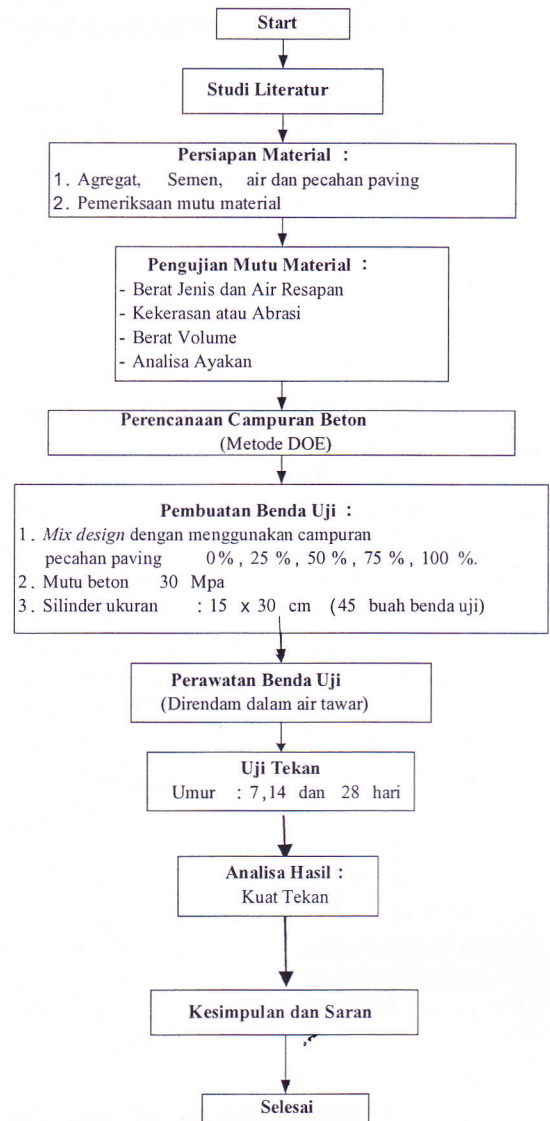 Start
Studi Literatur
Persiapan Material :
1. Agregat, Semen, air dan pecahan paving
2. Pemeriksaan mutu material
Pengujian Mutu Material :
- Berat Jenis dan Air Resapan
- Kekerasan atau Abrasi
- Berat Volume
- Analisa Ayakan
Perencanaan Campuran Beton
(Metode DOE)
Pembuatan Benda Uji :
1. Mix design dengan menggunakan campuran
pecahan paving 0%, 25 %, 50 %, 75 %, 100 %.
2. Mutu beton 30 Mpa
3. Silinder ukuran : 15 x 30 cm (45 buah benda uji)
Perawatan Benda Uji
(Direndam dalam air tawar)
Uji Tekan
Umur : 7,14 dan 28 hari
Analisa Hasil :
Kuat Tekan
Kesimpulan dan Saran
Selesai